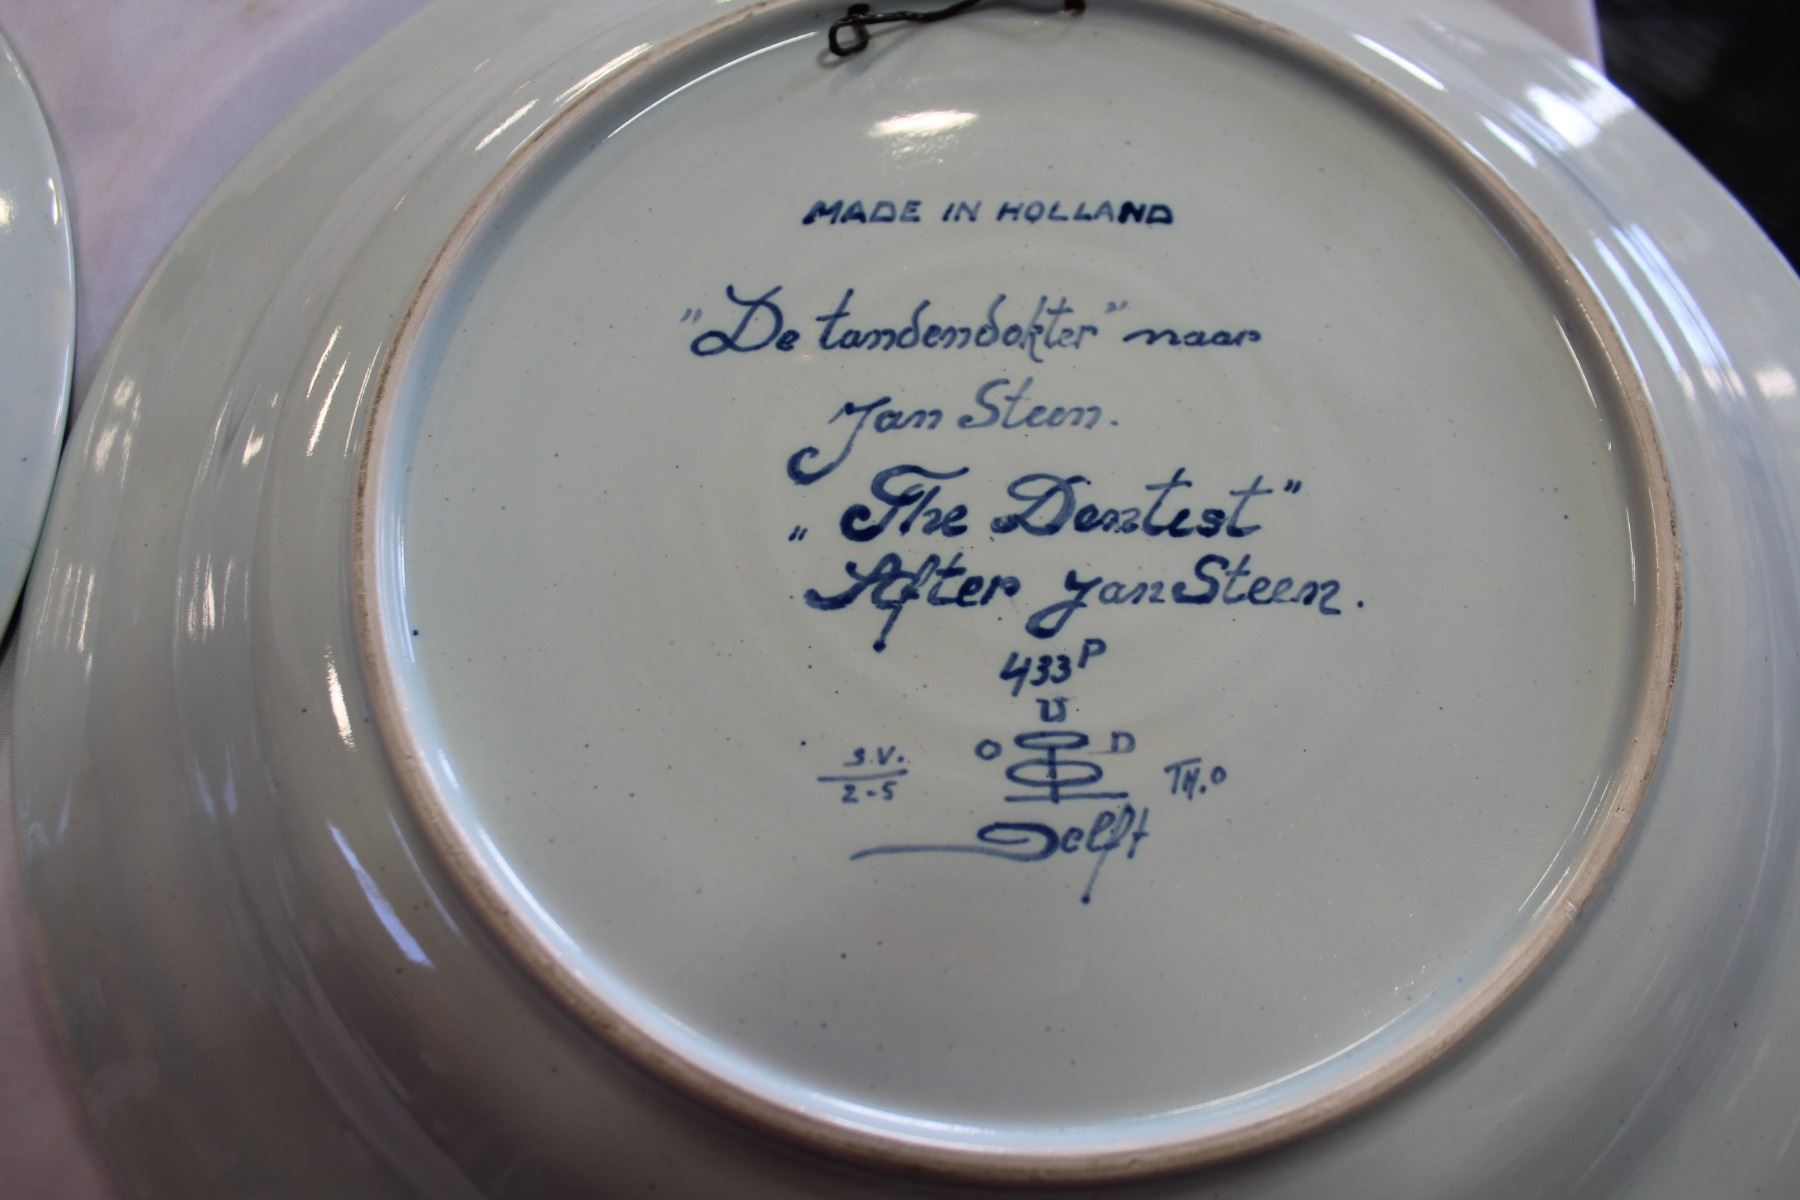 MADE IN HOLLAND
"De tandendokter" naar
Jan Steen.
„The Dentist"
After Jan Steen.
433P
O D
S.V.
2-5
TH.O
Delft